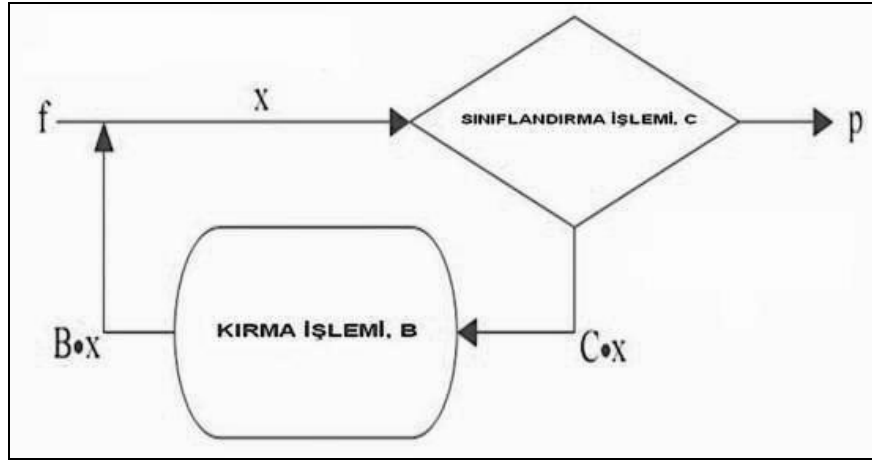 x
f
SINIFLANDIRMA İŞLEMİ, C
p
KIRMA İŞLEMİ, B
B•x
C•x